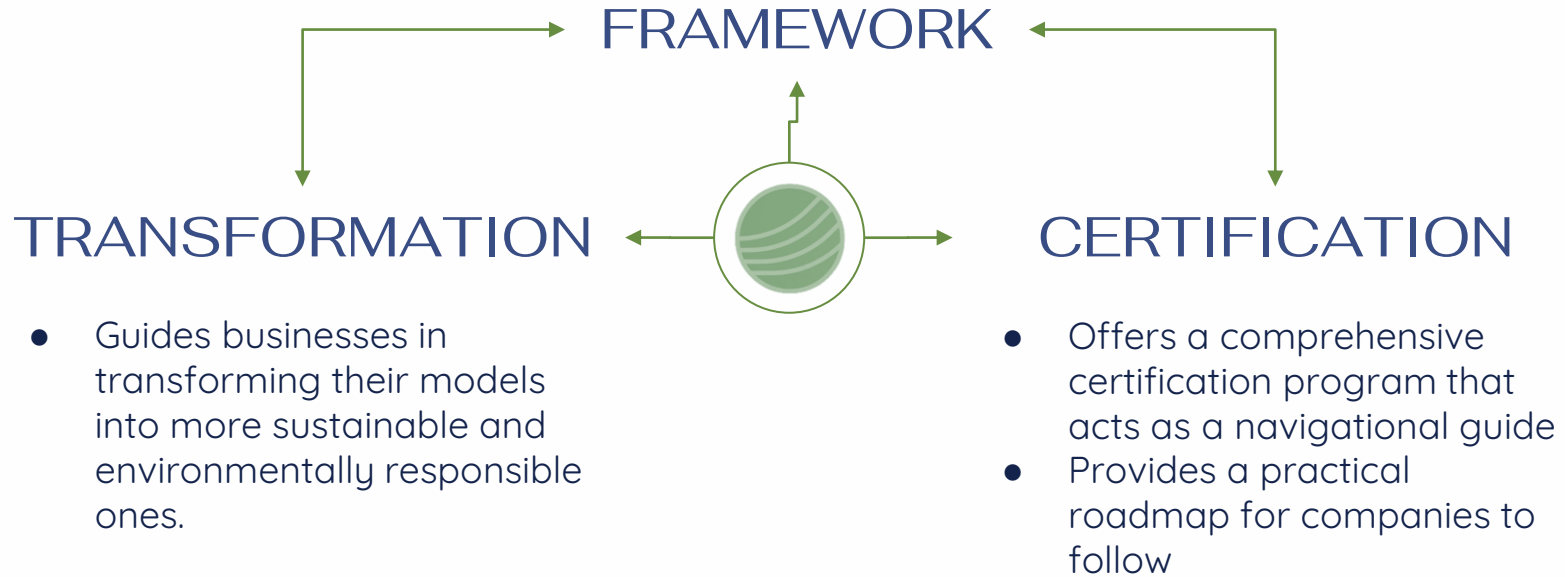 FRAMEWORK
TRANSFORMATION
● Guides businesses in
transforming their models
into more sustainable and
environmentally responsible
ones.
CERTIFICATION
● Offers a comprehensive
certification program that
acts as a navigational guide
● Provides a practical
roadmap for companies to
follow